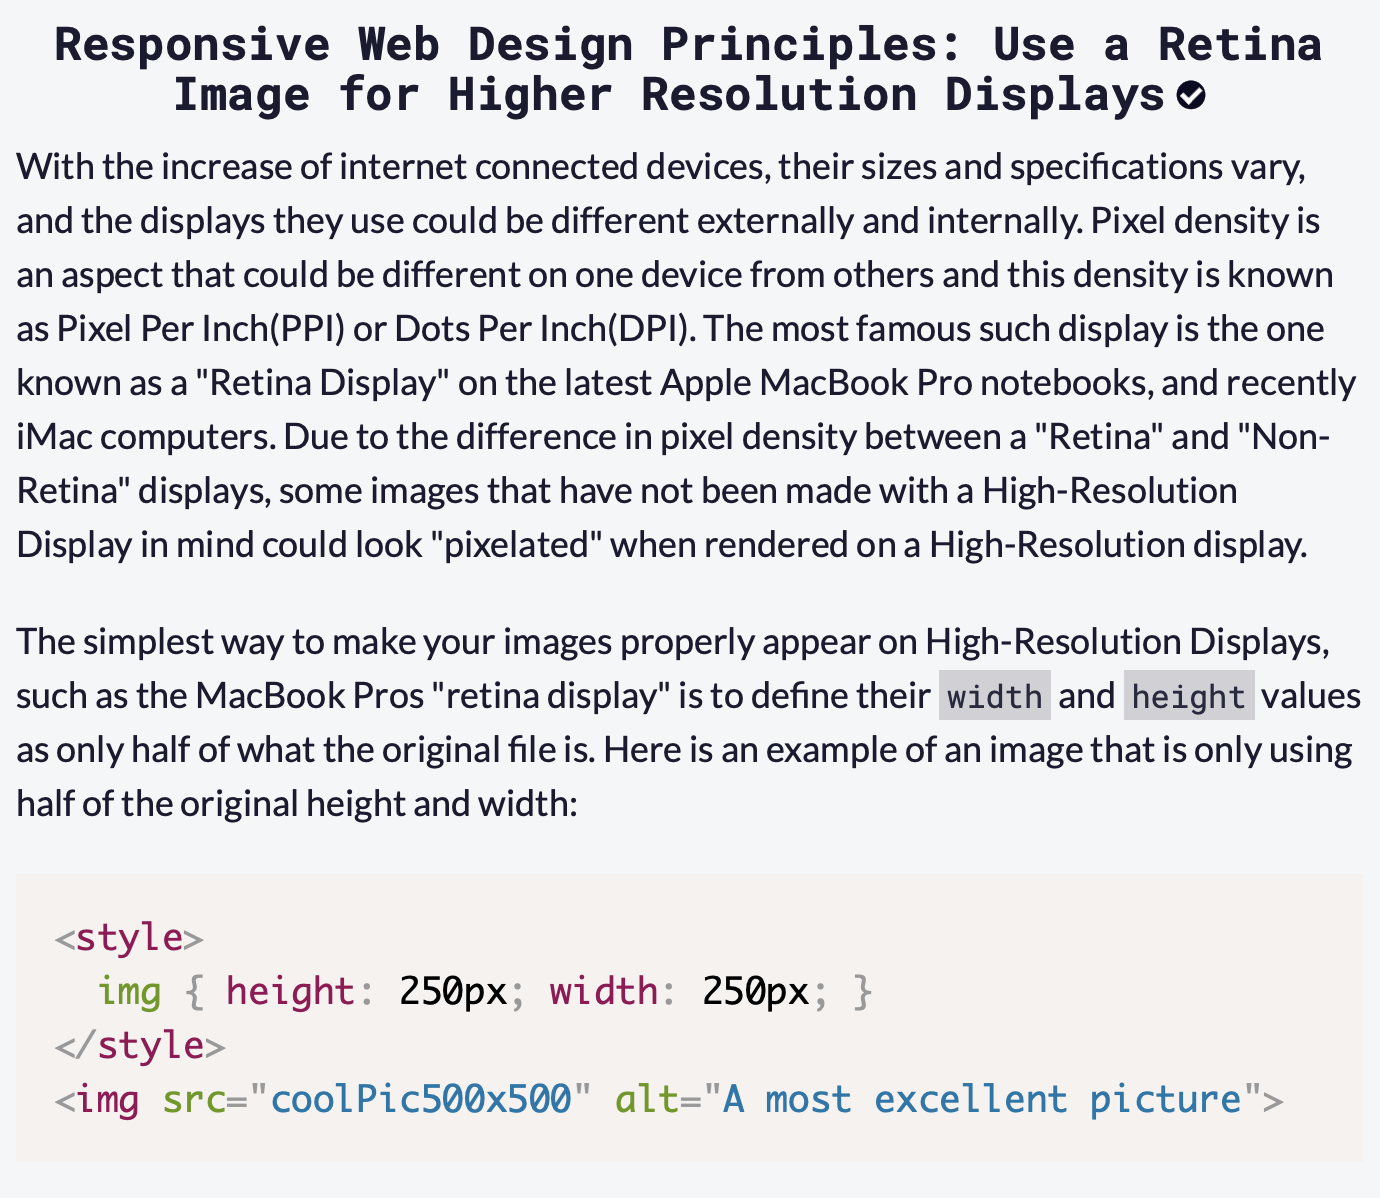 Responsive Web Design Principles: Use a Retina
Image for Higher Resolution Displays
With the increase of internet connected devices, their sizes and specifications vary,
and the displays they use could be different externally and internally. Pixel density is
an aspect that could be different on one device from others and this density is known
as Pixel Per Inch(PPI) or Dots Per Inch(DPI). The most famous such display is the one
known as a "Retina Display" on the latest Apple MacBook Pro notebooks, and recently
iMac computers. Due to the difference in pixel density between a "Retina" and "Non-
Retina" displays, some images that have not been made with a High-Resolution
Display in mind could look "pixelated" when rendered on a High-Resolution display.
The simplest way to make your images properly appear on High-Resolution Displays,
such as the MacBook Pros "retina display" is to define their width and height values
as only half of what the original file is. Here is an example of an image that is only using
half of the original height and width:
<style>
  img { height: 250px; width: 250px; }
</style>
<img src="coolPic500x500" alt="A most excellent picture">